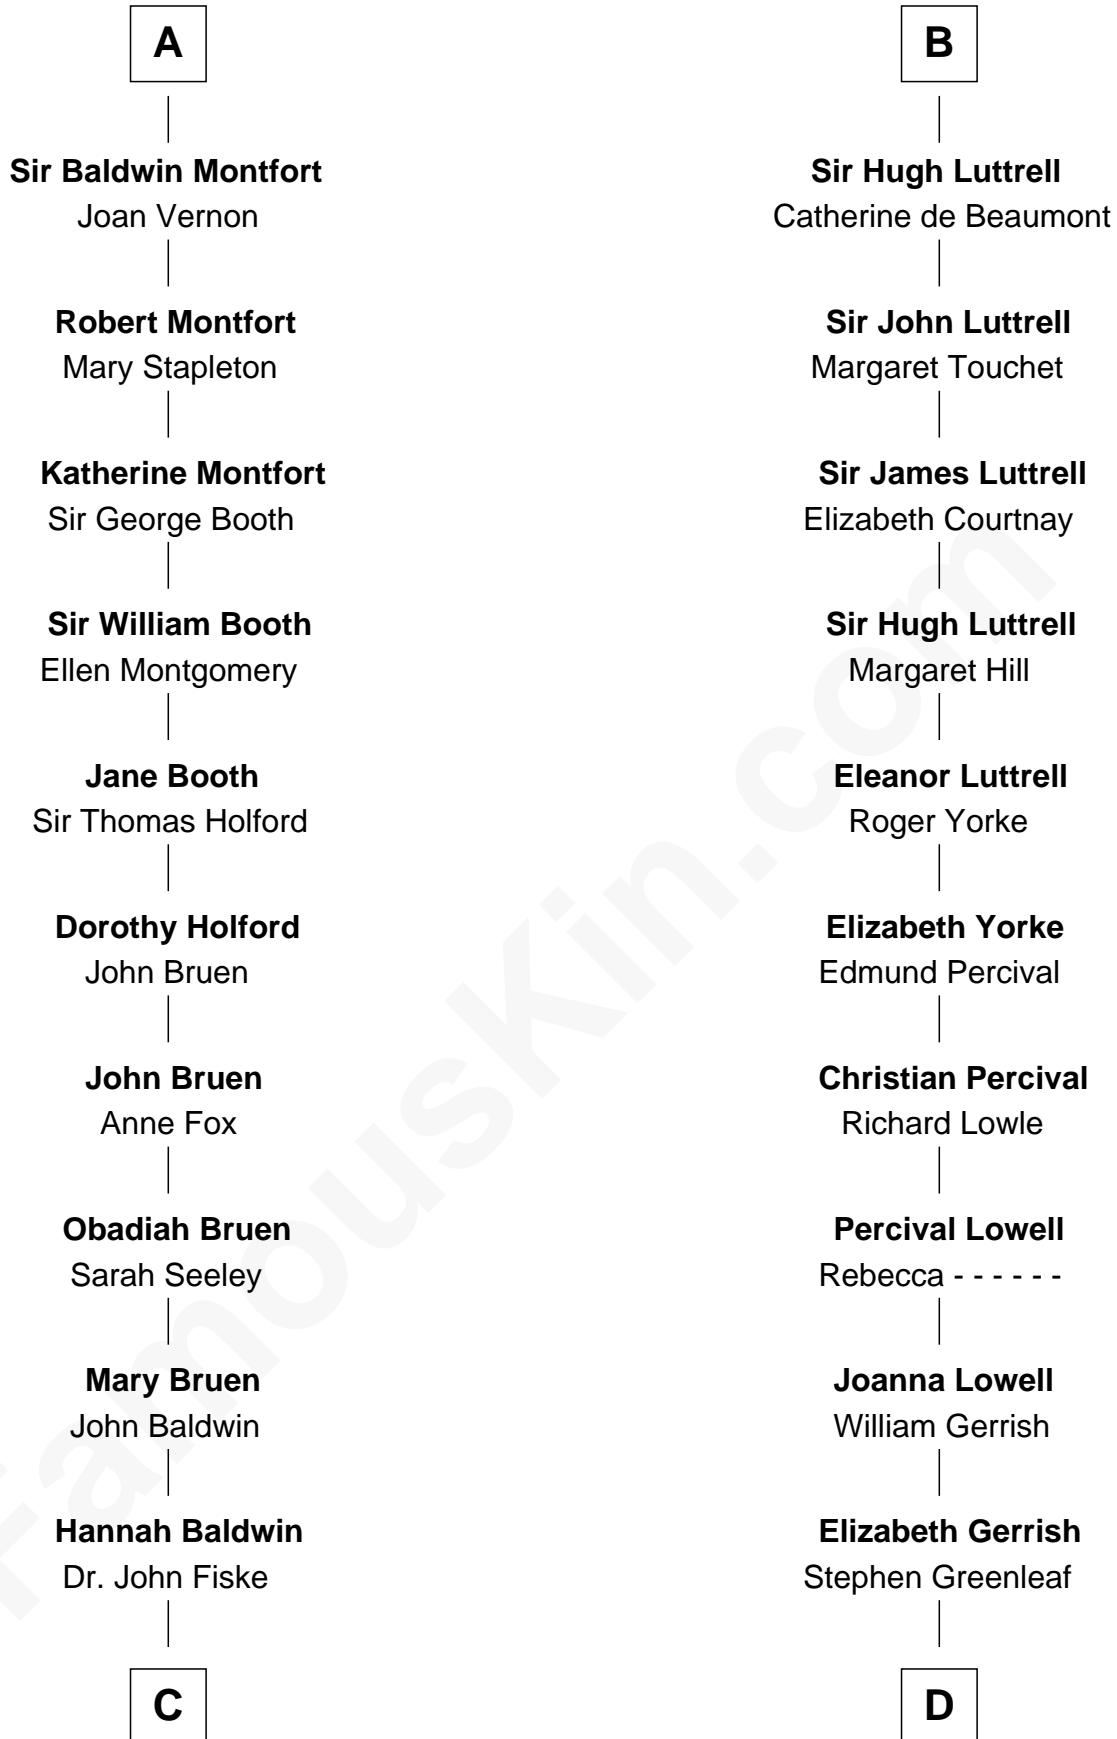 A
Sir Baldwin Montfort
Joan Vernon
Robert Montfort
Mary Stapleton
Katherine Montfort
Sir George Booth
Sir William Booth
Ellen Montgomery
Jane Booth
Sir Thomas Holford
Dorothy Holford
John Bruen
John Bruen
Anne Fox
Obadiah Bruen
Sarah Seeley
Mary Bruen
John Baldwin
Hannah Baldwin
Dr. John Fiske
C
B
Sir Hugh Luttrell
Catherine de Beaumont
Sir John Luttrell
Margaret Touchet
Sir James Luttrell
Elizabeth Courtnay
Sir Hugh Luttrell
Margaret Hill
Eleanor Luttrell
Roger Yorke
Elizabeth Yorke
Edmund Percival
Christian Percival
Richard Lowle
Percival Lowell
Rebecca - - - - - -
Joanna Lowell
William Gerrish
Elizabeth Gerrish
Stephen Greenleaf
D
FamousKin.com